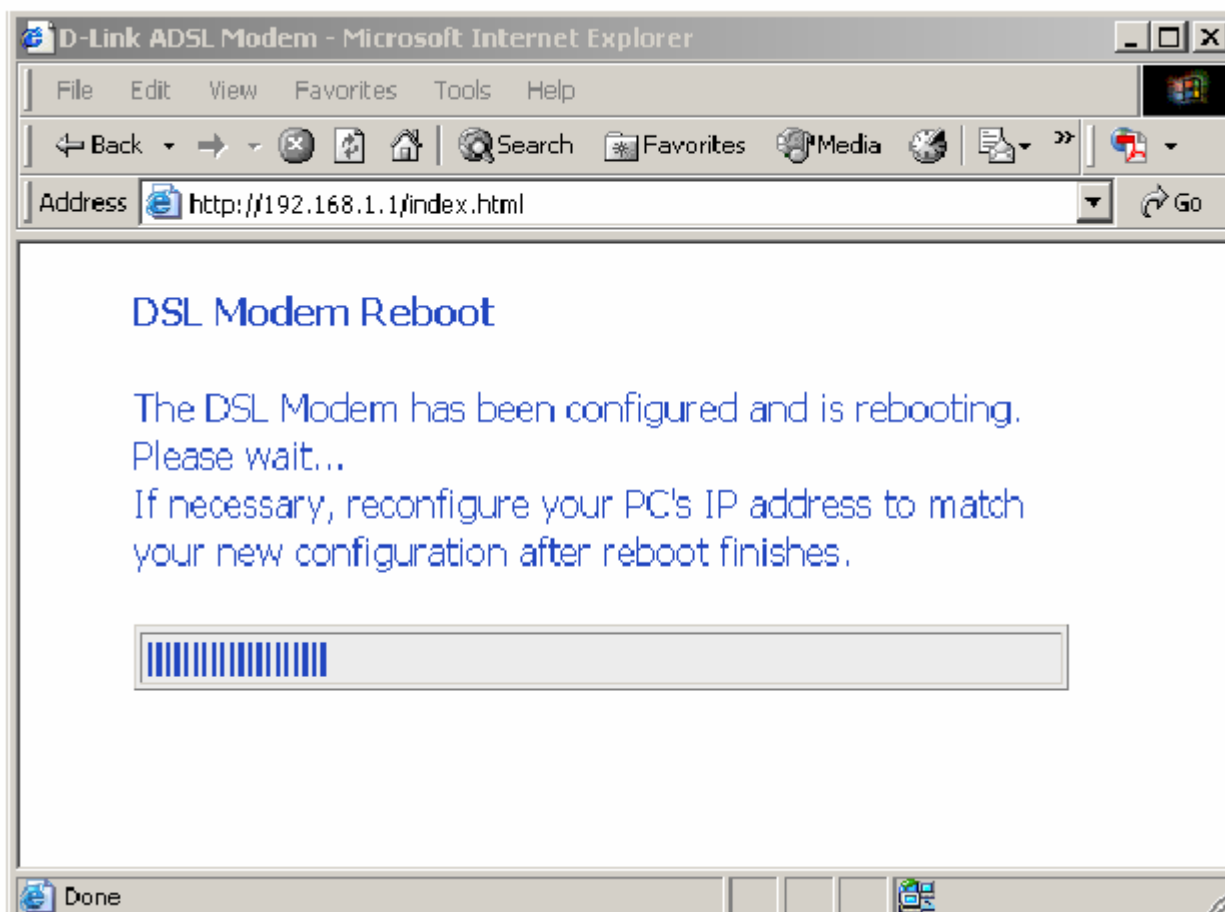 D-Link ADSL Modem - Microsoft Internet Explorer
File Edit View Favorites Tools Help
Back Search Favorites Media »
Address http://192.168.1.1/index.html Go
DSL Modem Reboot
The DSL Modem has been configured and is rebooting.
Please wait...
If necessary, reconfigure your PC's IP address to match
your new configuration after reboot finishes.
Done